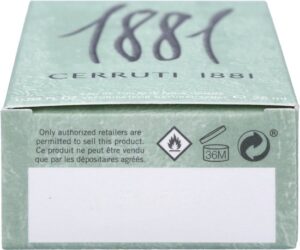 1881
CERRUTI 1881
Only authorized retailers are
permitted to sell this product.
Ce produit ne peut être vendu
que par les dépositaires agréés.
36M